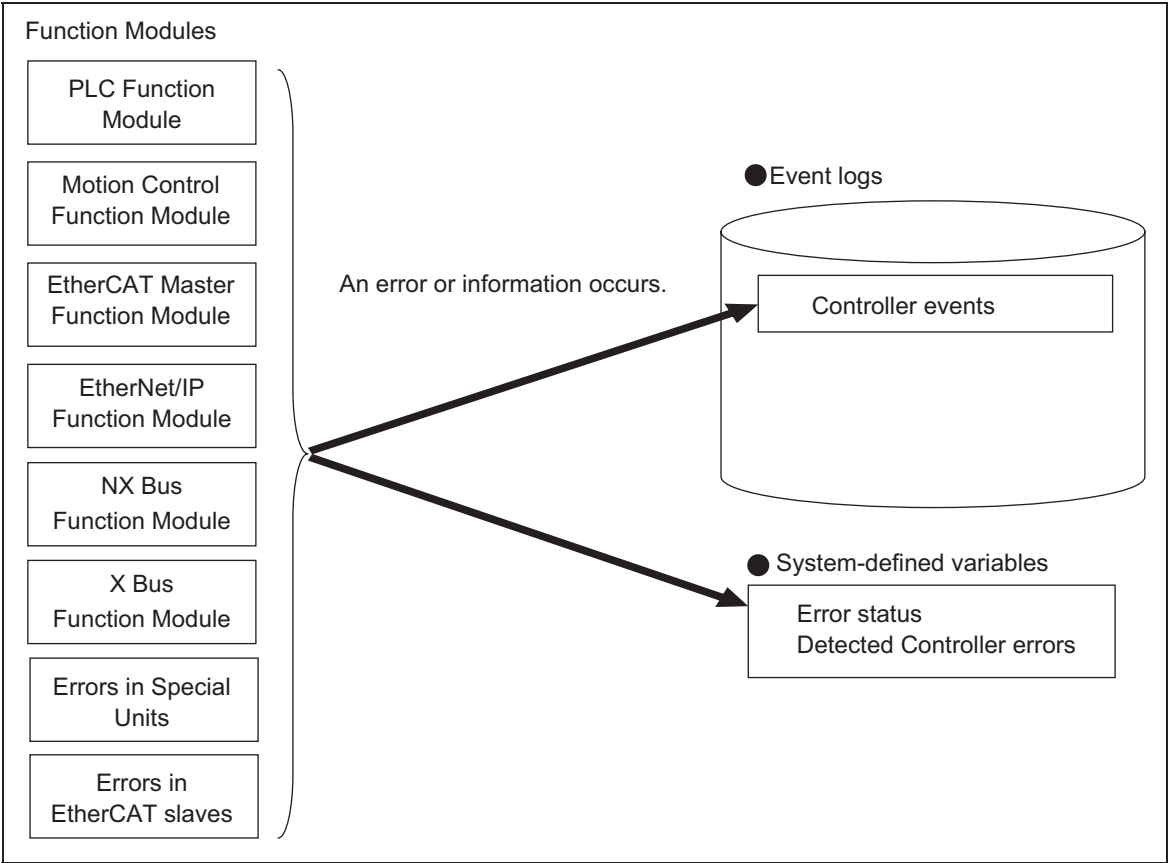 Function Modules
PLC Function
Module
Motion Control
Function Module
EtherCAT Master
Function Module
EtherNet/IP
Function Module
NX Bus
Function Module
X Bus
Function Module
Errors in Special
Units
Errors in
EtherCAT slaves
An error or information occurs.
●Event logs
Controller events
● System-defined variables
Error status
Detected Controller errors